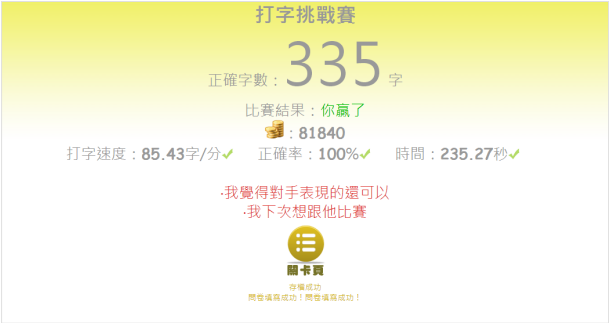 打字挑戰賽
正確字數：335 字
比賽結果：你贏了
：81840
打字速度：85.43字/分 正確率：100% 時間：235.27秒
·我覺得對手表現的還可以
·我下次想跟他比賽
關卡頁
存檔成功
問卷填寫成功！問卷填寫成功！